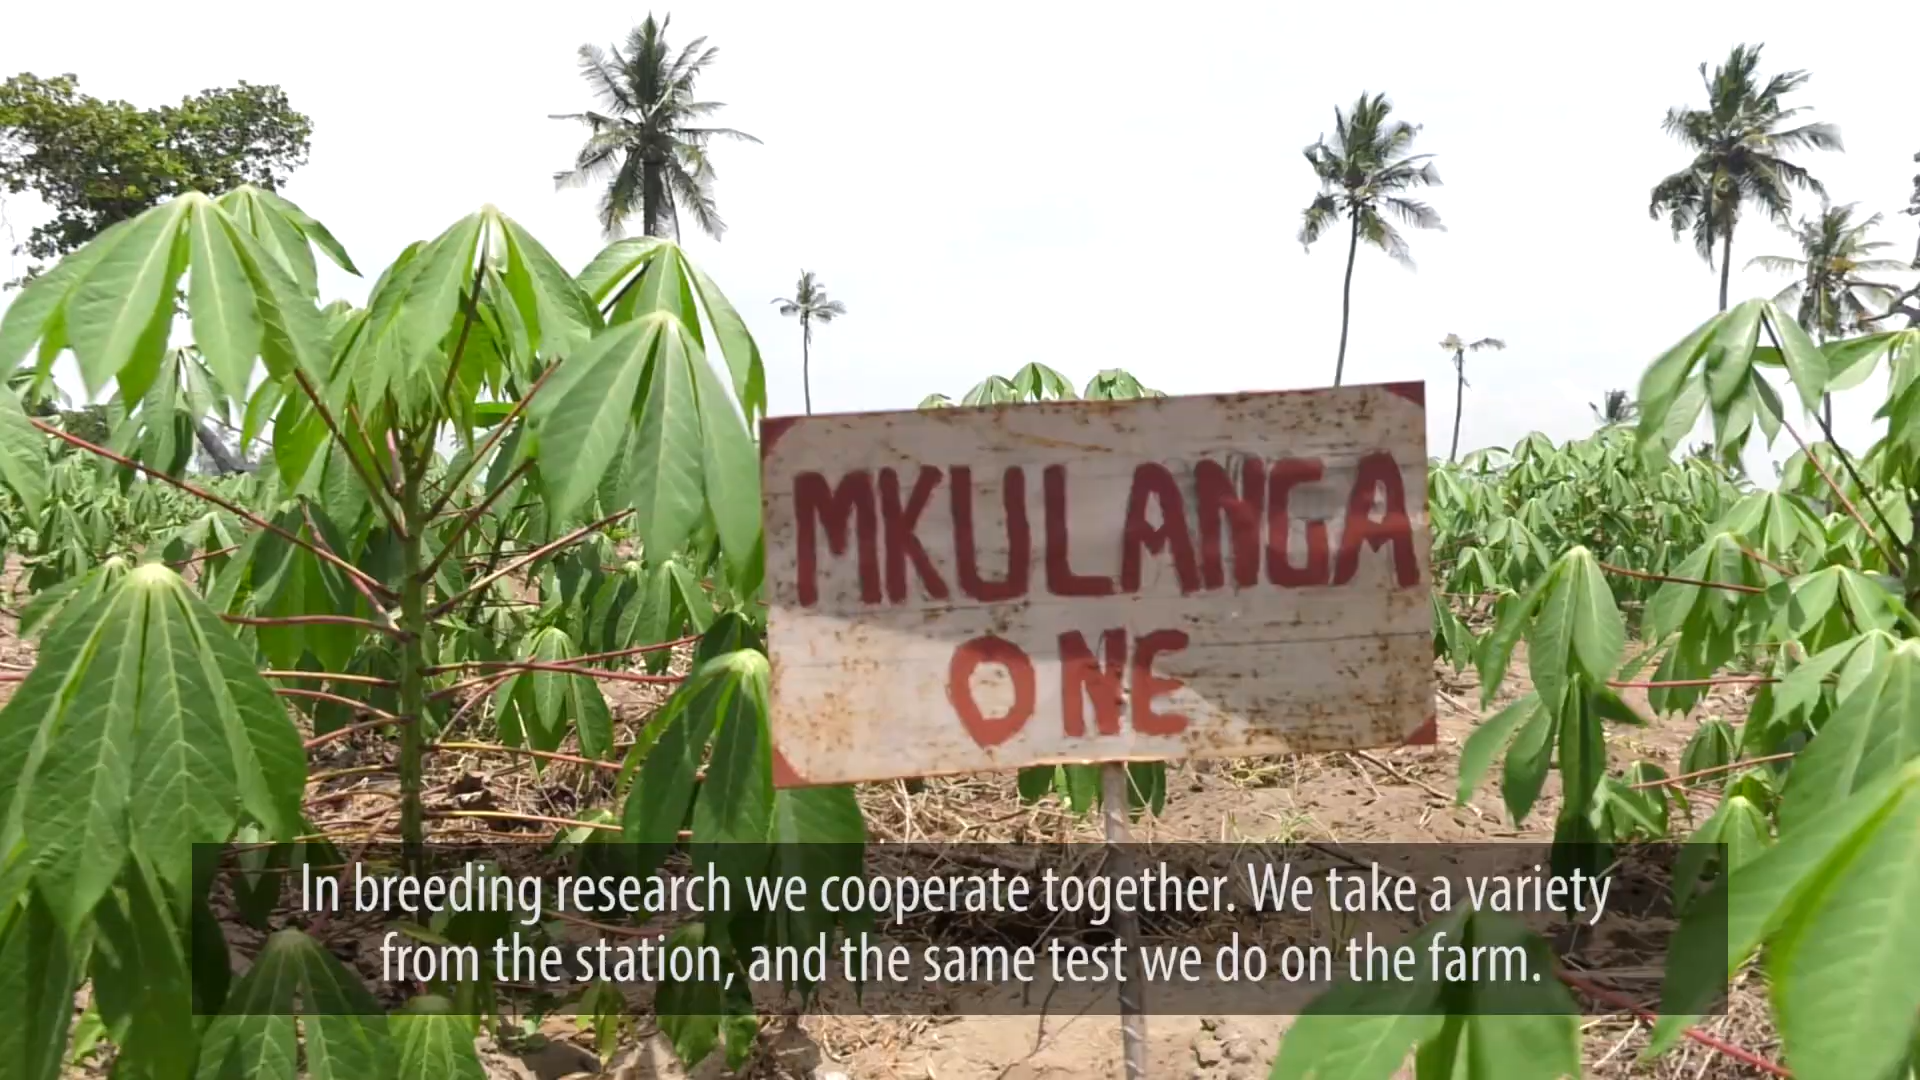 MKULANGA
ONE
In breeding research we cooperate together. We take a variety
from the station, and the same test we do on the farm.